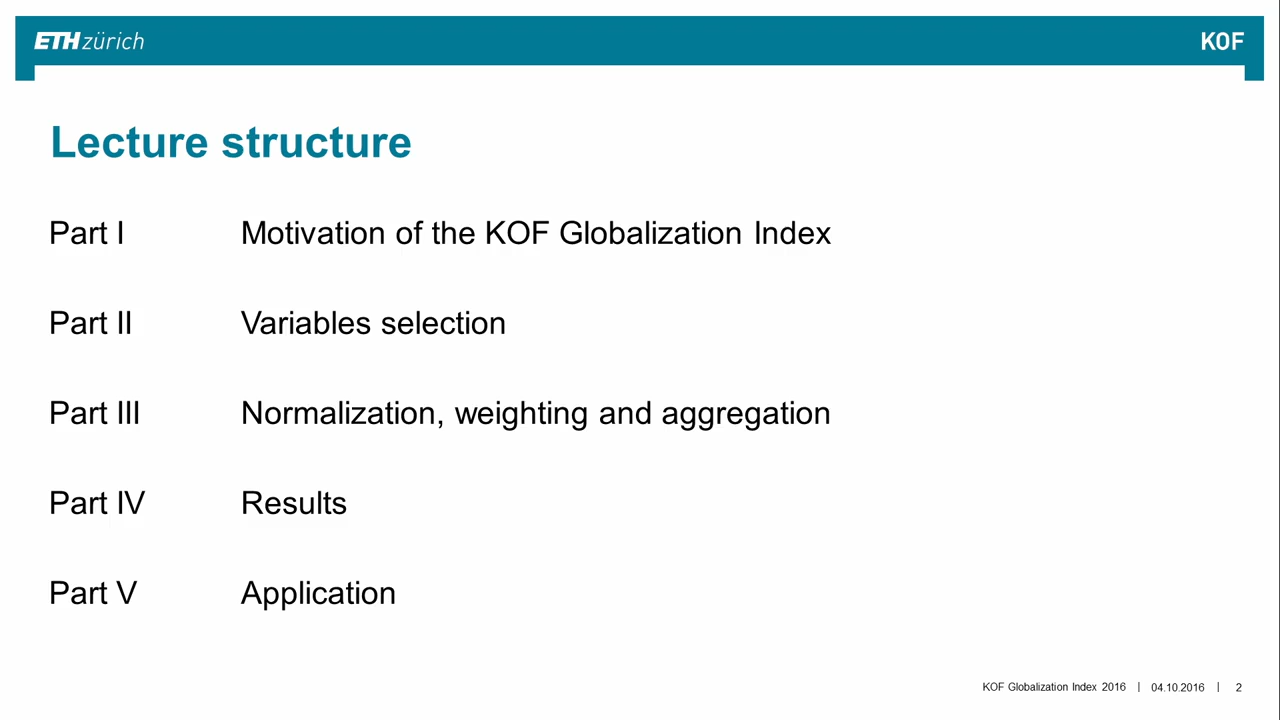 ETH zürich KOF
Lecture structure
Part I Motivation of the KOF Globalization Index
Part II Variables selection
Part III Normalization, weighting and aggregation
Part IV Results
Part V Application
KOF Globalization Index 2016 | 04.10.2016 | 2